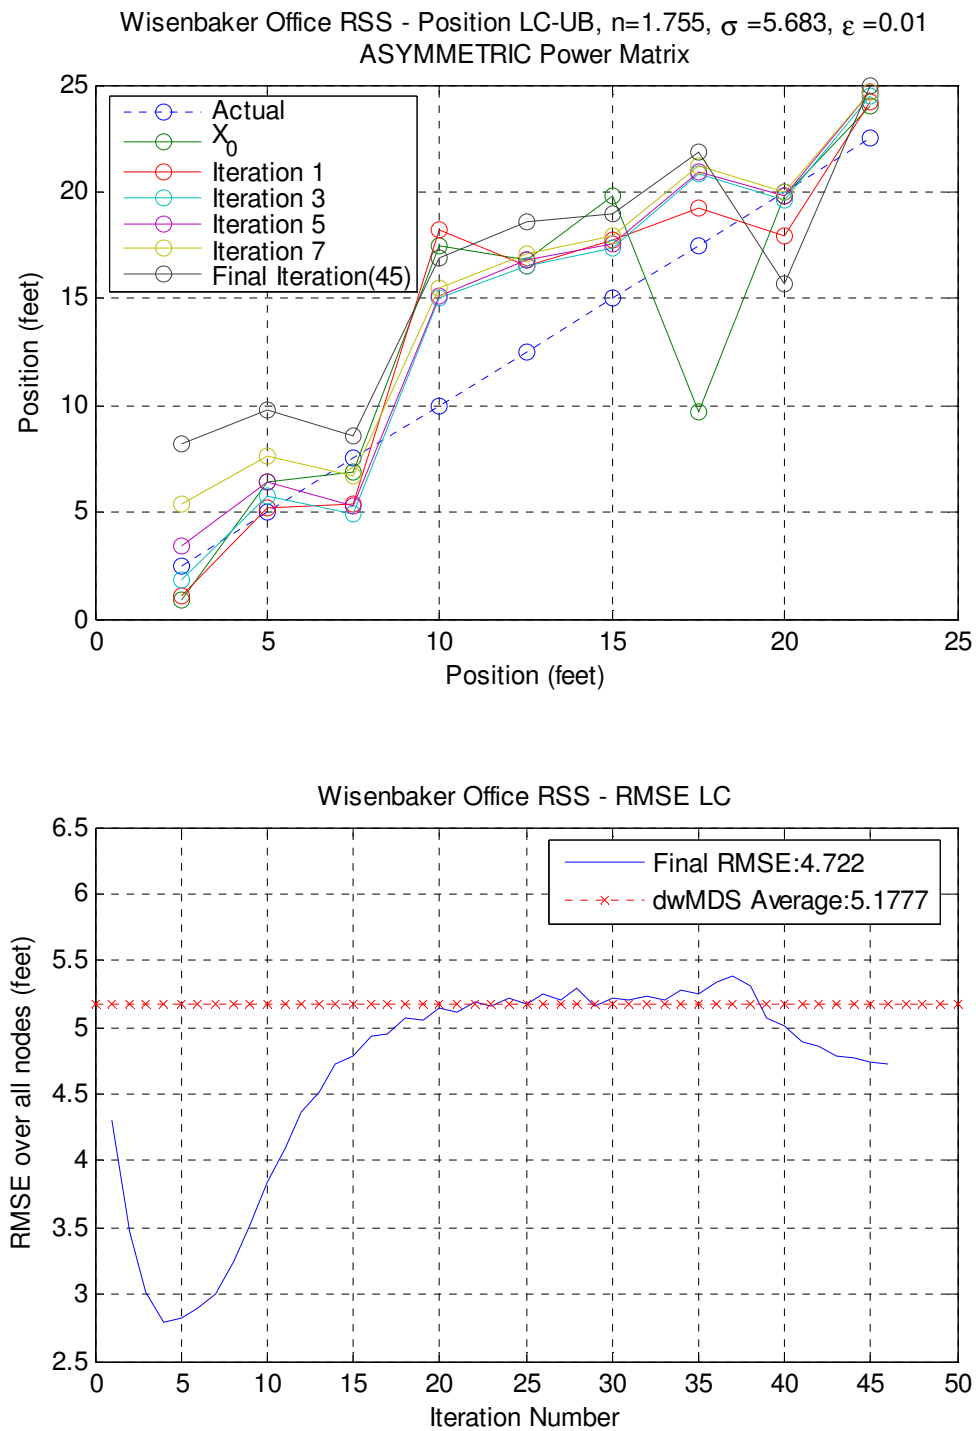 Wisenbaker Office RSS - Position LC-UB, n=1.755, σ =5.683, ε =0.01
ASYMMETRIC Power Matrix
25
20
15
10
5
0
Position (feet)
Actual
X0
Iteration 1
Iteration 3
Iteration 5
Iteration 7
Final Iteration(45)
0 5 10 15 20 25
Position (feet)
Wisenbaker Office RSS - RMSE LC
6.5
6
5.5
5
4.5
4
3.5
3
2.5
RMSE over all nodes (feet)
Final RMSE:4.722
dwMDS Average:5.1777
0 5 10 15 20 25 30 35 40 45 50
Iteration Number